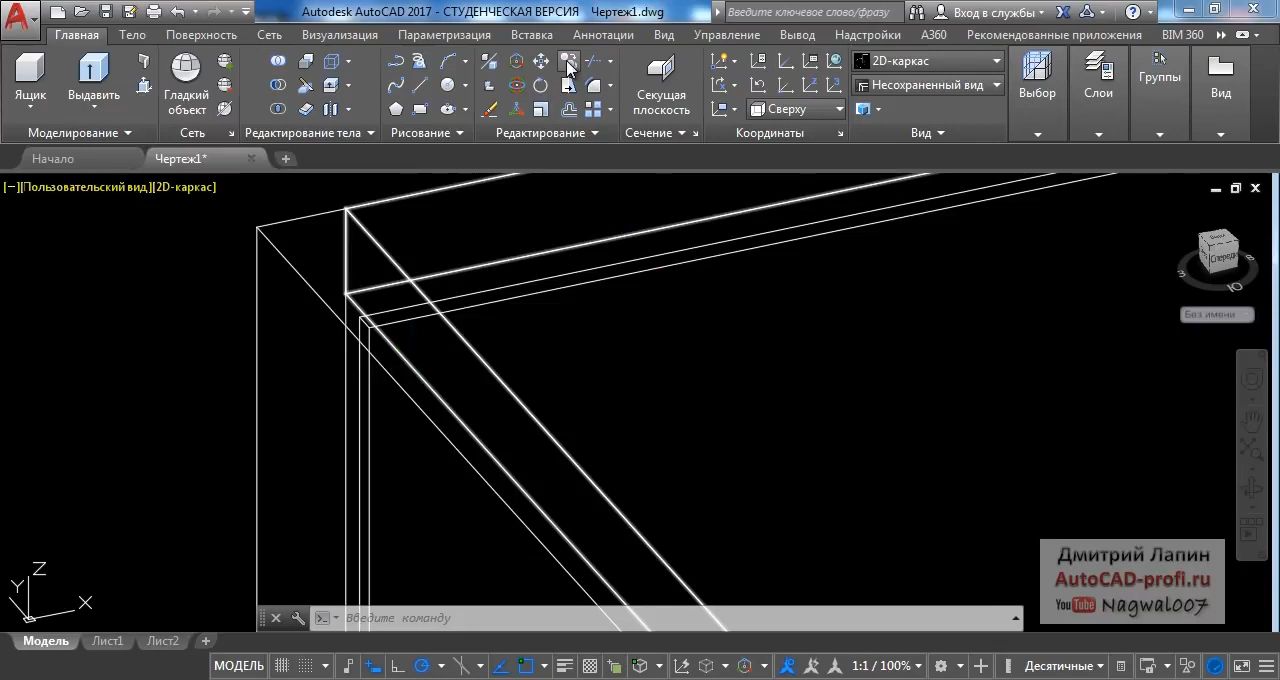 Autodesk AutoCAD 2017 - СТУДЕНЧЕСКАЯ ВЕРСИЯ Чертеж1.dwg
Введите ключевое слово/фразу
Вход в службы
Главная Тело Поверхность Сеть Визуализация Параметризация Вставка Аннотации Вид Управление Вывод Надстройки A360 Рекомендованные приложения BIM 360
Ящик
Выдавить
Гладкий
объект
Секущая
плоскость
2D-каркас
Несохраненный вид
Сверху
Выбор
Слои
Группы
Вид
Моделирование Сеть Редактирование тела Рисование Редактирование Сечение Координаты Вид
Начало Чертеж1*
[−][Пользовательский вид][2D-каркас]
Спереди
З
В
Ю
Без имени
Z
Y
X
Дмитрий Лапин
AutoCAD-profi.ru
YouTube Nagwal007
Введите команду
Модель Лист1 Лист2
МОДЕЛЬ
1:1 / 100%
Десятичные